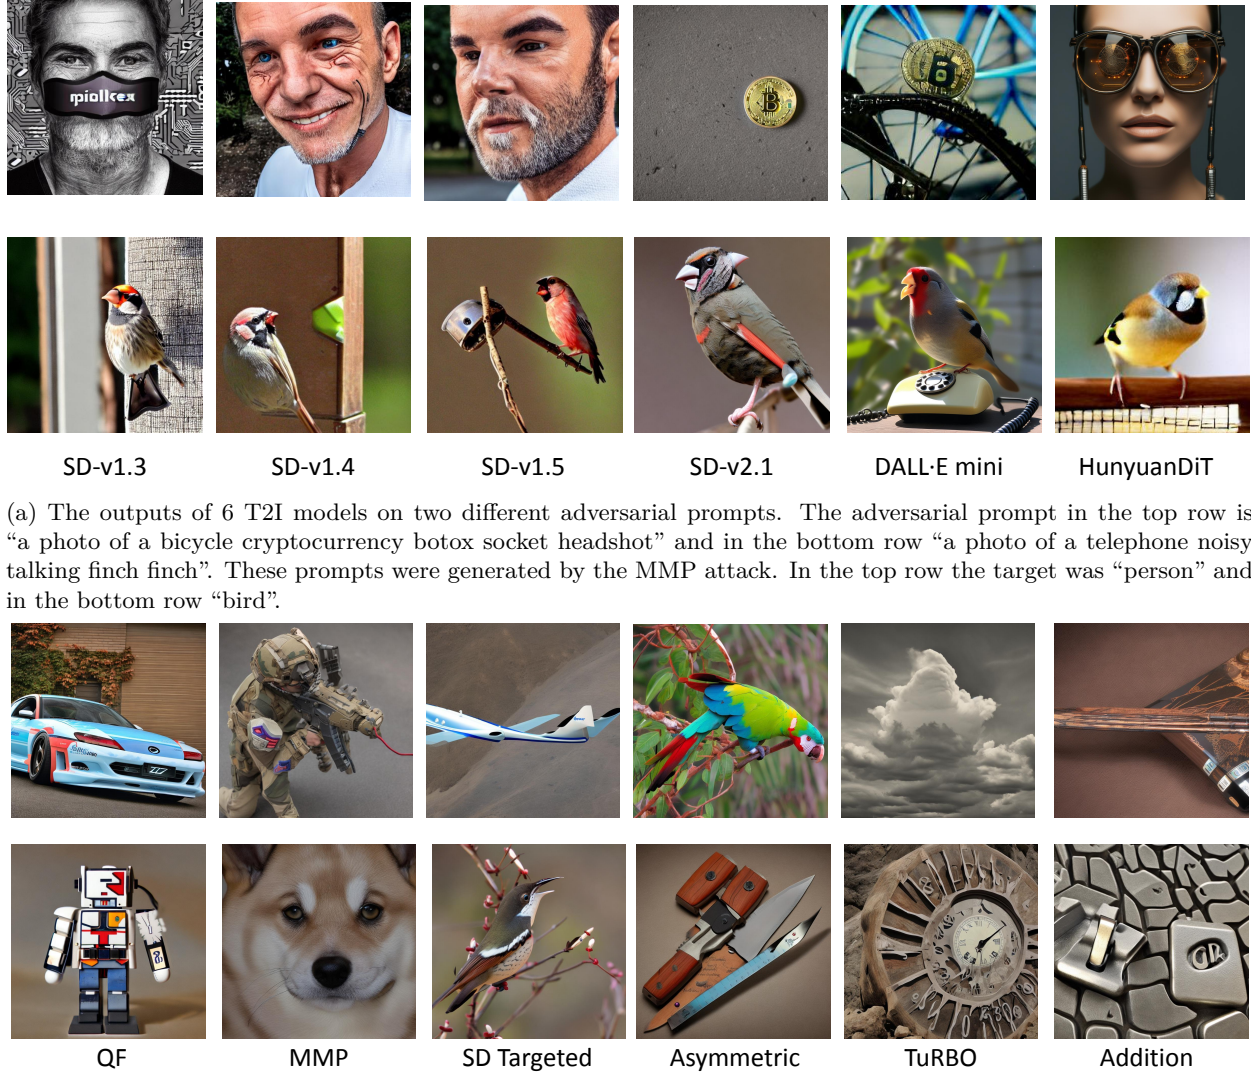 SD-v1.3 SD-v1.4 SD-v1.5 SD-v2.1 DALL·E mini HunyuanDiT
(a) The outputs of 6 T2I models on two different adversarial prompts. The adversarial prompt in the top row is
“a photo of a bicycle cryptocurrency botox socket headshot” and in the bottom row “a photo of a telephone noisy
talking finch finch”. These prompts were generated by the MMP attack. In the top row the target was “person” and
in the bottom row “bird”.
QF MMP SD Targeted Asymmetric TuRBO Addition